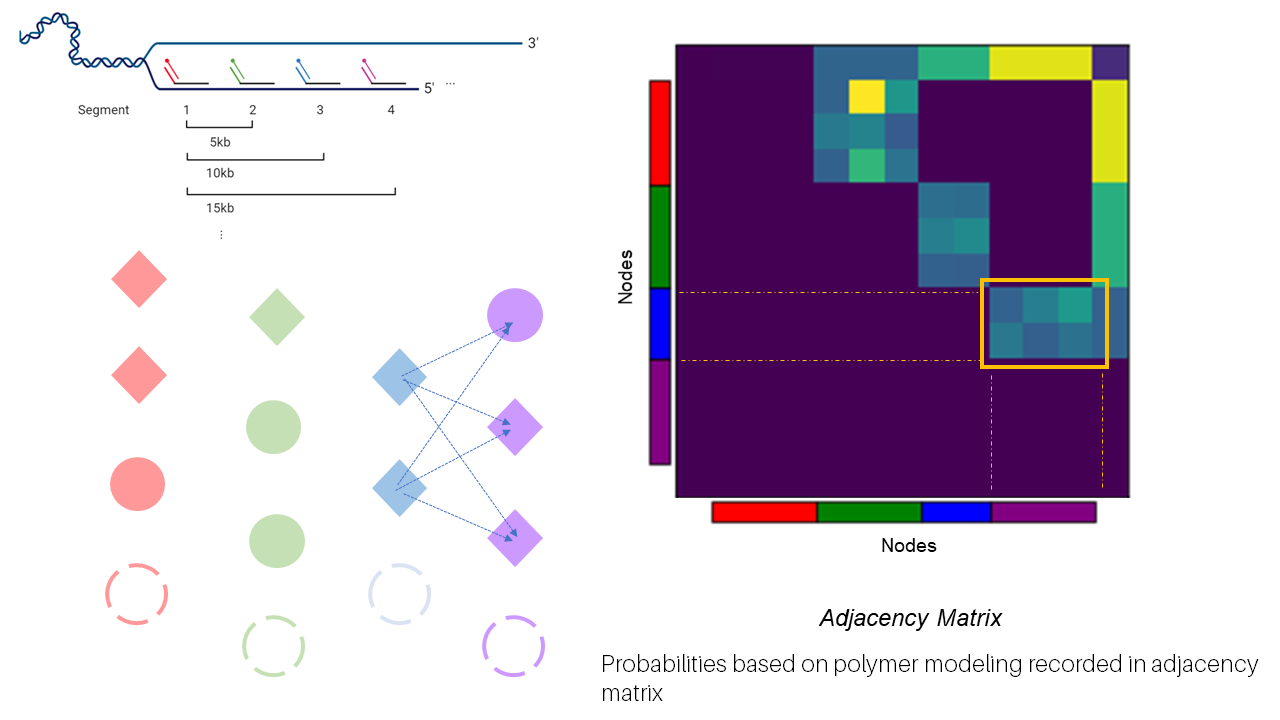 3'
5' ...
Segment 1 2 3 4
5kb
10kb
15kb
⋮
Nodes
Nodes
Adjacency Matrix
Probabilities based on polymer modeling recorded in adjacency
matrix